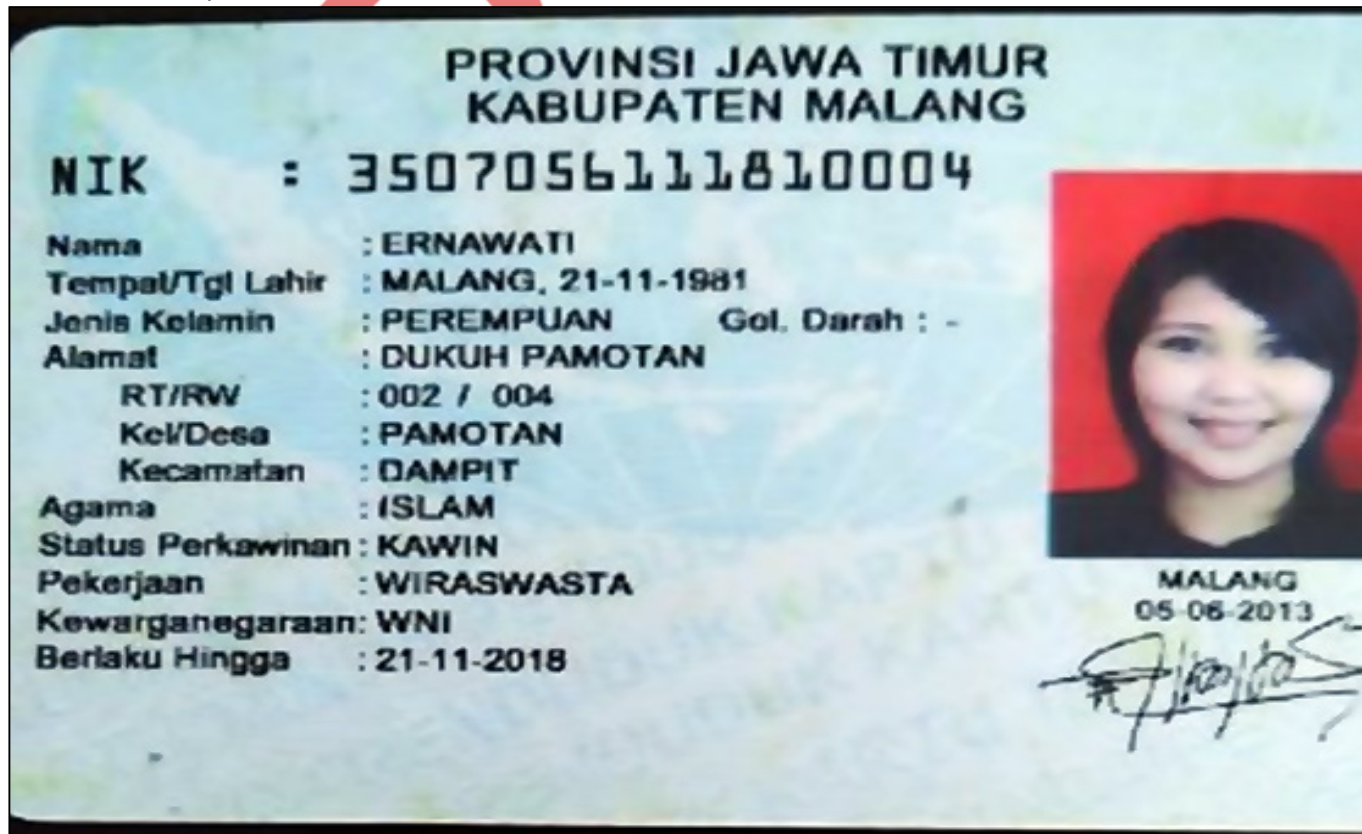 PROVINSI JAWA TIMUR
KABUPATEN MALANG
NIK : 3507056111810004
Nama : ERNAWATI
Tempat/Tgl Lahir : MALANG, 21-11-1981
Jenis Kelamin : PEREMPUAN Gol. Darah : -
Alamat : DUKUH PAMOTAN
RT/RW : 002 / 004
Kel/Desa : PAMOTAN
Kecamatan : DAMPIT
Agama : ISLAM
Status Perkawinan : KAWIN
Pekerjaan : WIRASWASTA
Kewarganegaraan : WNI
Berlaku Hingga : 21-11-2018
MALANG
05-06-2013